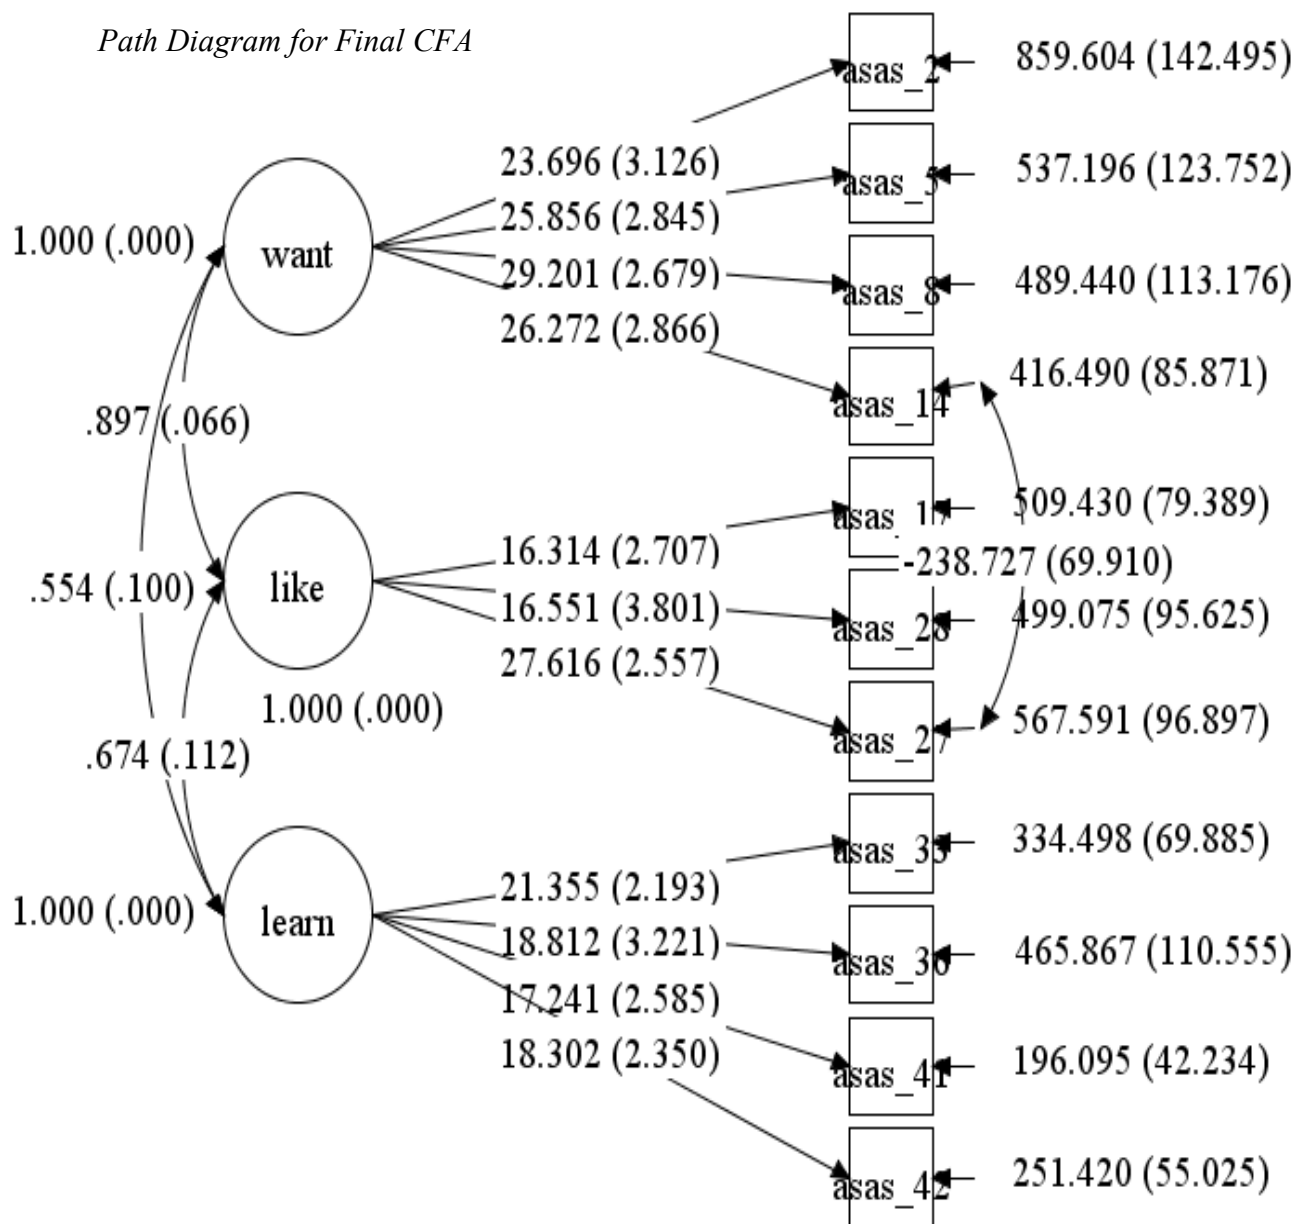 Path Diagram for Final CFA
asas_2
859.604 (142.495)
23.696 (3.126)
asas_5
537.196 (123.752)
25.856 (2.845)
1.000 (.000)
want
29.201 (2.679)
asas_8
489.440 (113.176)
26.272 (2.866)
asas_14
416.490 (85.871)
.897 (.066)
asas_17
509.430 (79.389)
16.314 (2.707)
-238.727 (69.910)
.554 (.100)
like
16.551 (3.801)
asas_28
499.075 (95.625)
27.616 (2.557)
1.000 (.000)
asas_27
567.591 (96.897)
.674 (.112)
21.355 (2.193)
334.498 (69.885)
1.000 (.000)
learn
18.812 (3.221)
465.867 (110.555)
17.241 (2.585)
18.302 (2.350)
asas_41
196.095 (42.234)
asas_42
251.420 (55.025)